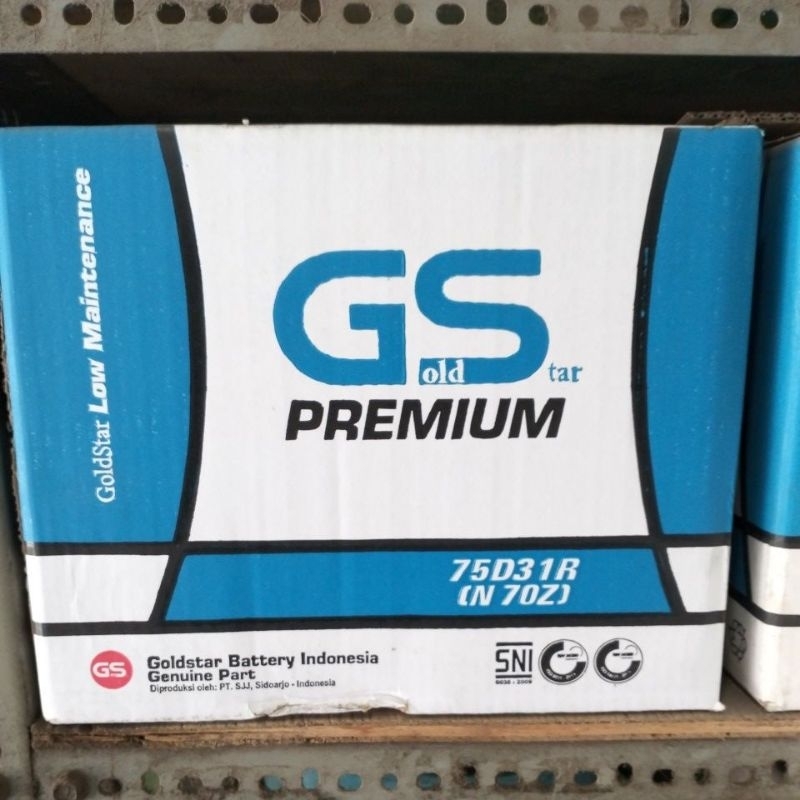 GoldStar Low Maintenance
GS
old tar
PREMIUM
75D31R
(N 70Z)
GS
Goldstar Battery Indonesia
Genuine Part
Diproduksi oleh: PT. SJJ, Sidoarjo - Indonesia
SNI